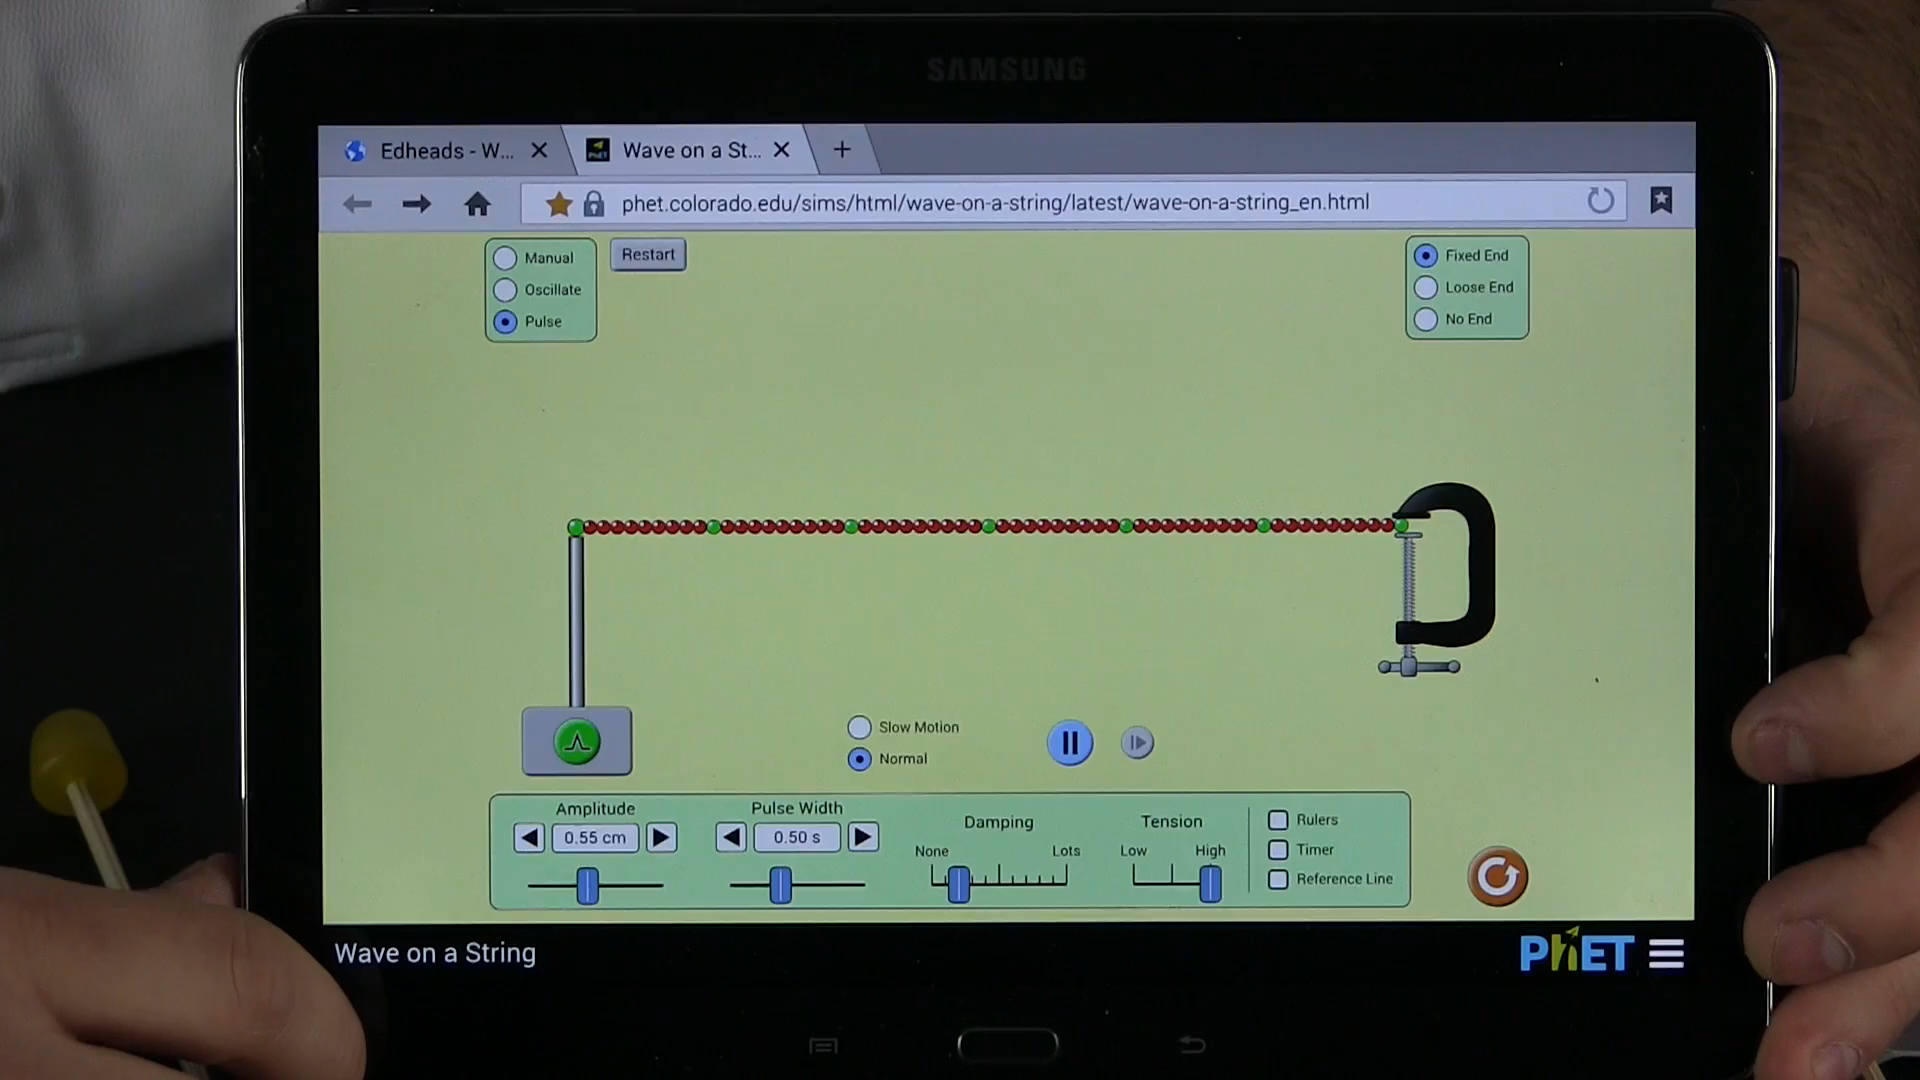 SAMSUNG
Edheads - W...
Wave on a St...
phet.colorado.edu/sims/html/wave-on-a-string/latest/wave-on-a-string_en.html
Manual
Oscillate
Pulse
Restart
Fixed End
Loose End
No End
Slow Motion
Normal
Amplitude
0.55 cm
Pulse Width
0.50 s
Damping
None
Lots
Tension
Low
High
Rulers
Timer
Reference Line
Wave on a String
PhET